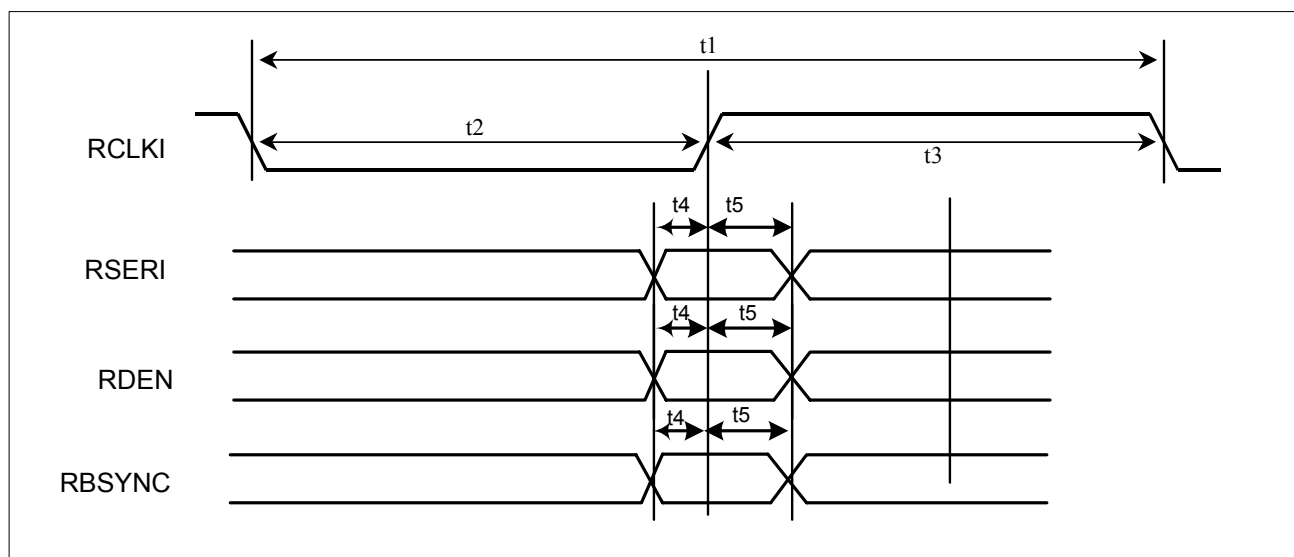 t1
t2
RCLKI
t3
t4 t5
RSERI
t4 t5
RDEN
t4 t5
RBSYNC